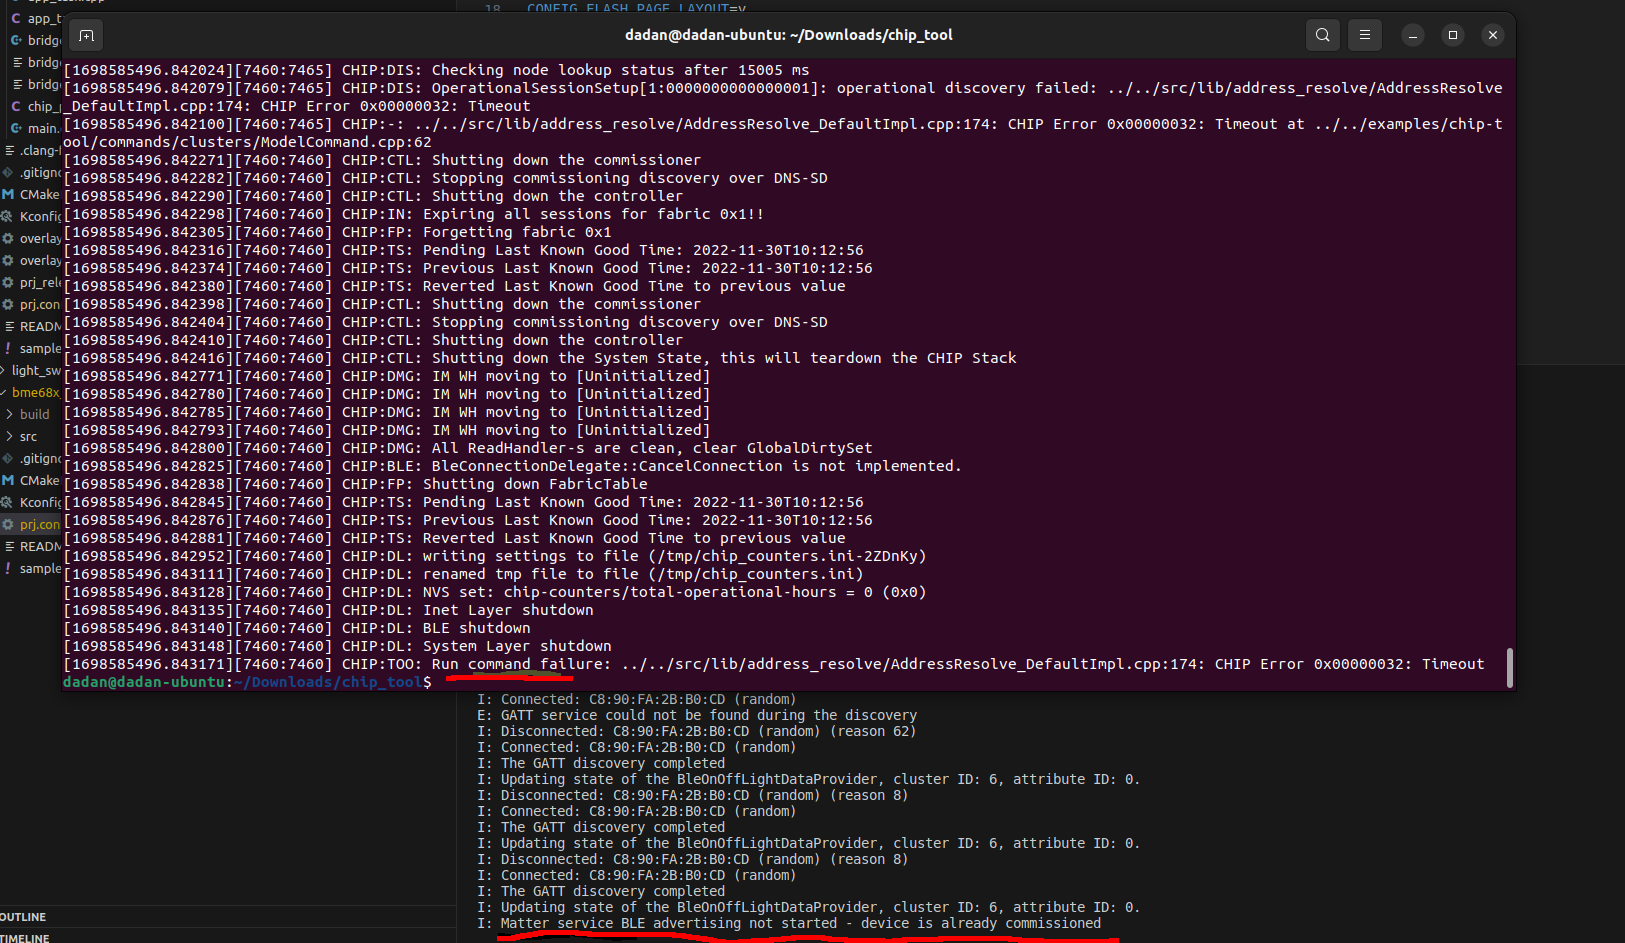 app_task.cpp
18 CONFIG_FLASH_PAGE_LAYOUT=y
app_t
dadan@dadan-ubuntu: ~/Downloads/chip_tool
bridg
bridg
bridg
chip_p
main.
.clang-
.gitigno
CMake
Kconfig
overlay
overlay
prj_rele
prj.con
READM
sample
light_sw
bme68x
build
src
.gitigno
CMake
Kconfig
prj.con
READM
sample
[1698585496.842024][7460:7465] CHIP:DIS: Checking node lookup status after 15005 ms
[1698585496.842079][7460:7465] CHIP:DIS: OperationalSessionSetup[1:0000000000000001]: operational discovery failed: ../../src/lib/address_resolve/AddressResolve
_DefaultImpl.cpp:174: CHIP Error 0x00000032: Timeout
[1698585496.842100][7460:7465] CHIP:-: ../../src/lib/address_resolve/AddressResolve_DefaultImpl.cpp:174: CHIP Error 0x00000032: Timeout at ../../examples/chip-t
ool/commands/clusters/ModelCommand.cpp:62
[1698585496.842271][7460:7460] CHIP:CTL: Shutting down the commissioner
[1698585496.842282][7460:7460] CHIP:CTL: Stopping commissioning discovery over DNS-SD
[1698585496.842290][7460:7460] CHIP:CTL: Shutting down the controller
[1698585496.842298][7460:7460] CHIP:IN: Expiring all sessions for fabric 0x1!!
[1698585496.842305][7460:7460] CHIP:FP: Forgetting fabric 0x1
[1698585496.842316][7460:7460] CHIP:TS: Pending Last Known Good Time: 2022-11-30T10:12:56
[1698585496.842374][7460:7460] CHIP:TS: Previous Last Known Good Time: 2022-11-30T10:12:56
[1698585496.842380][7460:7460] CHIP:TS: Reverted Last Known Good Time to previous value
[1698585496.842398][7460:7460] CHIP:CTL: Shutting down the commissioner
[1698585496.842404][7460:7460] CHIP:CTL: Stopping commissioning discovery over DNS-SD
[1698585496.842410][7460:7460] CHIP:CTL: Shutting down the controller
[1698585496.842416][7460:7460] CHIP:CTL: Shutting down the System State, this will teardown the CHIP Stack
[1698585496.842771][7460:7460] CHIP:DMG: IM WH moving to [Uninitialized]
[1698585496.842780][7460:7460] CHIP:DMG: IM WH moving to [Uninitialized]
[1698585496.842785][7460:7460] CHIP:DMG: IM WH moving to [Uninitialized]
[1698585496.842793][7460:7460] CHIP:DMG: IM WH moving to [Uninitialized]
[1698585496.842800][7460:7460] CHIP:DMG: All ReadHandler-s are clean, clear GlobalDirtySet
[1698585496.842825][7460:7460] CHIP:BLE: BleConnectionDelegate::CancelConnection is not implemented.
[1698585496.842838][7460:7460] CHIP:FP: Shutting down FabricTable
[1698585496.842845][7460:7460] CHIP:TS: Pending Last Known Good Time: 2022-11-30T10:12:56
[1698585496.842876][7460:7460] CHIP:TS: Previous Last Known Good Time: 2022-11-30T10:12:56
[1698585496.842881][7460:7460] CHIP:TS: Reverted Last Known Good Time to previous value
[1698585496.842952][7460:7460] CHIP:DL: writing settings to file (/tmp/chip_counters.ini-2ZDnKy)
[1698585496.843111][7460:7460] CHIP:DL: renamed tmp file to file (/tmp/chip_counters.ini)
[1698585496.843128][7460:7460] CHIP:DL: NVS set: chip-counters/total-operational-hours = 0 (0x0)
[1698585496.843135][7460:7460] CHIP:DL: Inet Layer shutdown
[1698585496.843140][7460:7460] CHIP:DL: BLE shutdown
[1698585496.843148][7460:7460] CHIP:DL: System Layer shutdown
[1698585496.843171][7460:7460] CHIP:TOO: Run command failure: ../../src/lib/address_resolve/AddressResolve_DefaultImpl.cpp:174: CHIP Error 0x00000032: Timeout
dadan@dadan-ubuntu:~/Downloads/chip_tool$
I: Connected: C8:90:FA:2B:B0:CD (random)
E: GATT service could not be found during the discovery
I: Disconnected: C8:90:FA:2B:B0:CD (random) (reason 62)
I: Connected: C8:90:FA:2B:B0:CD (random)
I: The GATT discovery completed
I: Updating state of the BleOnOffLightDataProvider, cluster ID: 6, attribute ID: 0.
I: Disconnected: C8:90:FA:2B:B0:CD (random) (reason 8)
I: Connected: C8:90:FA:2B:B0:CD (random)
I: The GATT discovery completed
I: Updating state of the BleOnOffLightDataProvider, cluster ID: 6, attribute ID: 0.
I: Disconnected: C8:90:FA:2B:B0:CD (random) (reason 8)
I: Connected: C8:90:FA:2B:B0:CD (random)
I: The GATT discovery completed
I: Updating state of the BleOnOffLightDataProvider, cluster ID: 6, attribute ID: 0.
I: Matter service BLE advertising not started - device is already commissioned
OUTLINE
TIMELINE